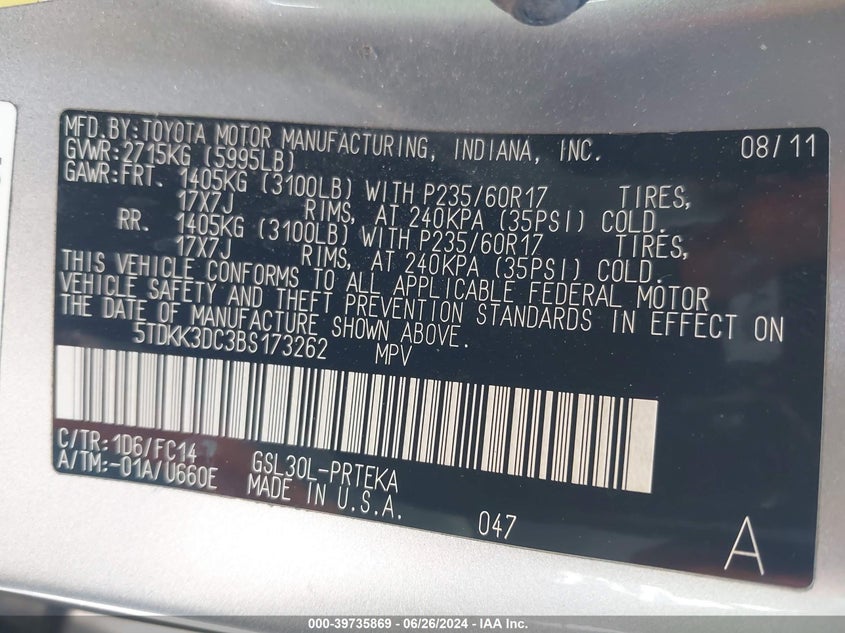 MFD.BY:TOYOTA MOTOR MANUFACTURING, INDIANA, INC. 08/11
GVWR:2715KG (5995LB)
GAWR:FRT. 1405KG (3100LB) WITH P235/60R17 TIRES,
17X7J RIMS, AT 240KPA (35PSI) COLD.
RR. 1405KG (3100LB) WITH P235/60R17 TIRES,
17X7J RIMS, AT 240KPA (35PSI) COLD.
THIS VEHICLE CONFORMS TO ALL APPLICABLE FEDERAL MOTOR
VEHICLE SAFETY AND THEFT PREVENTION STANDARDS IN EFFECT ON
THE DATE OF MANUFACTURE SHOWN ABOVE.
5TDKK3DC3BS173262 MPV
C/TR:1D6/FC14
A/TM:-01A/U660E
GSL30L-PRTEKA
MADE IN U.S.A.
047
A
000-39735869 / 06/26/2024 - IAA Inc.